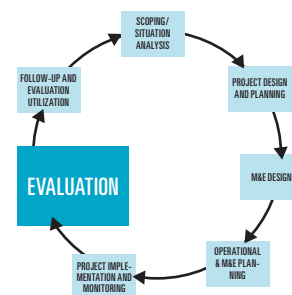 SCOPING/
SITUATION
ANALYSIS
PROJECT DESIGN
AND PLANNING
M&E DESIGN
OPERATIONAL
& M&E PLAN-
NING
PROJECT IMPLE-
MENTATION AND
MONITORING
EVALUATION
FOLLOW-UP AND
EVALUATION
UTILIZATION